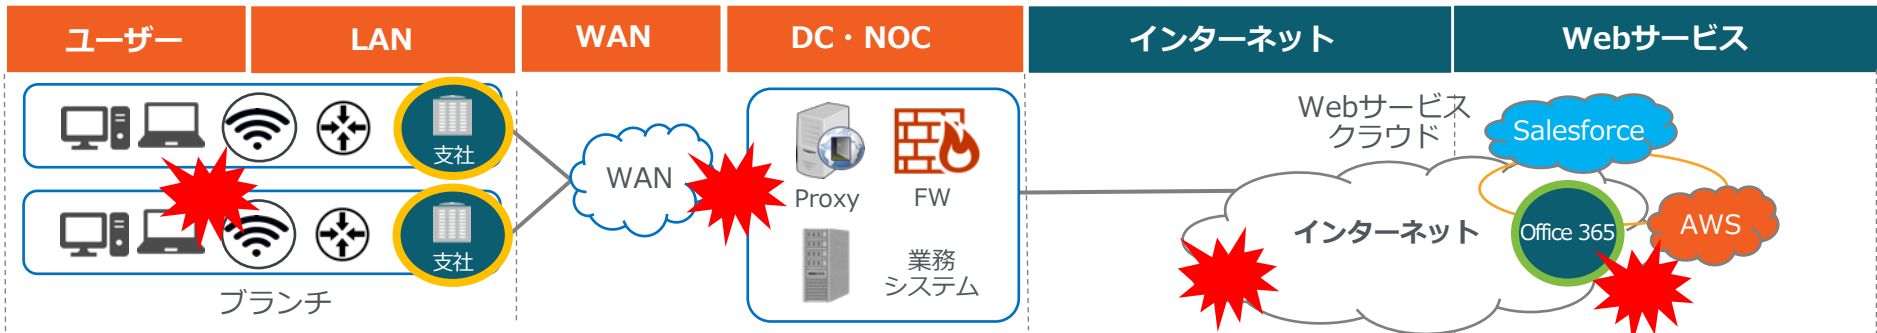 ユーザー
LAN
WAN
DC・NOC
インターネット
Webサービス
支社
支社
ブランチ
WAN
Proxy
FW
業務
システム
Webサービス
クラウド
Salesforce
インターネット
Office 365
AWS